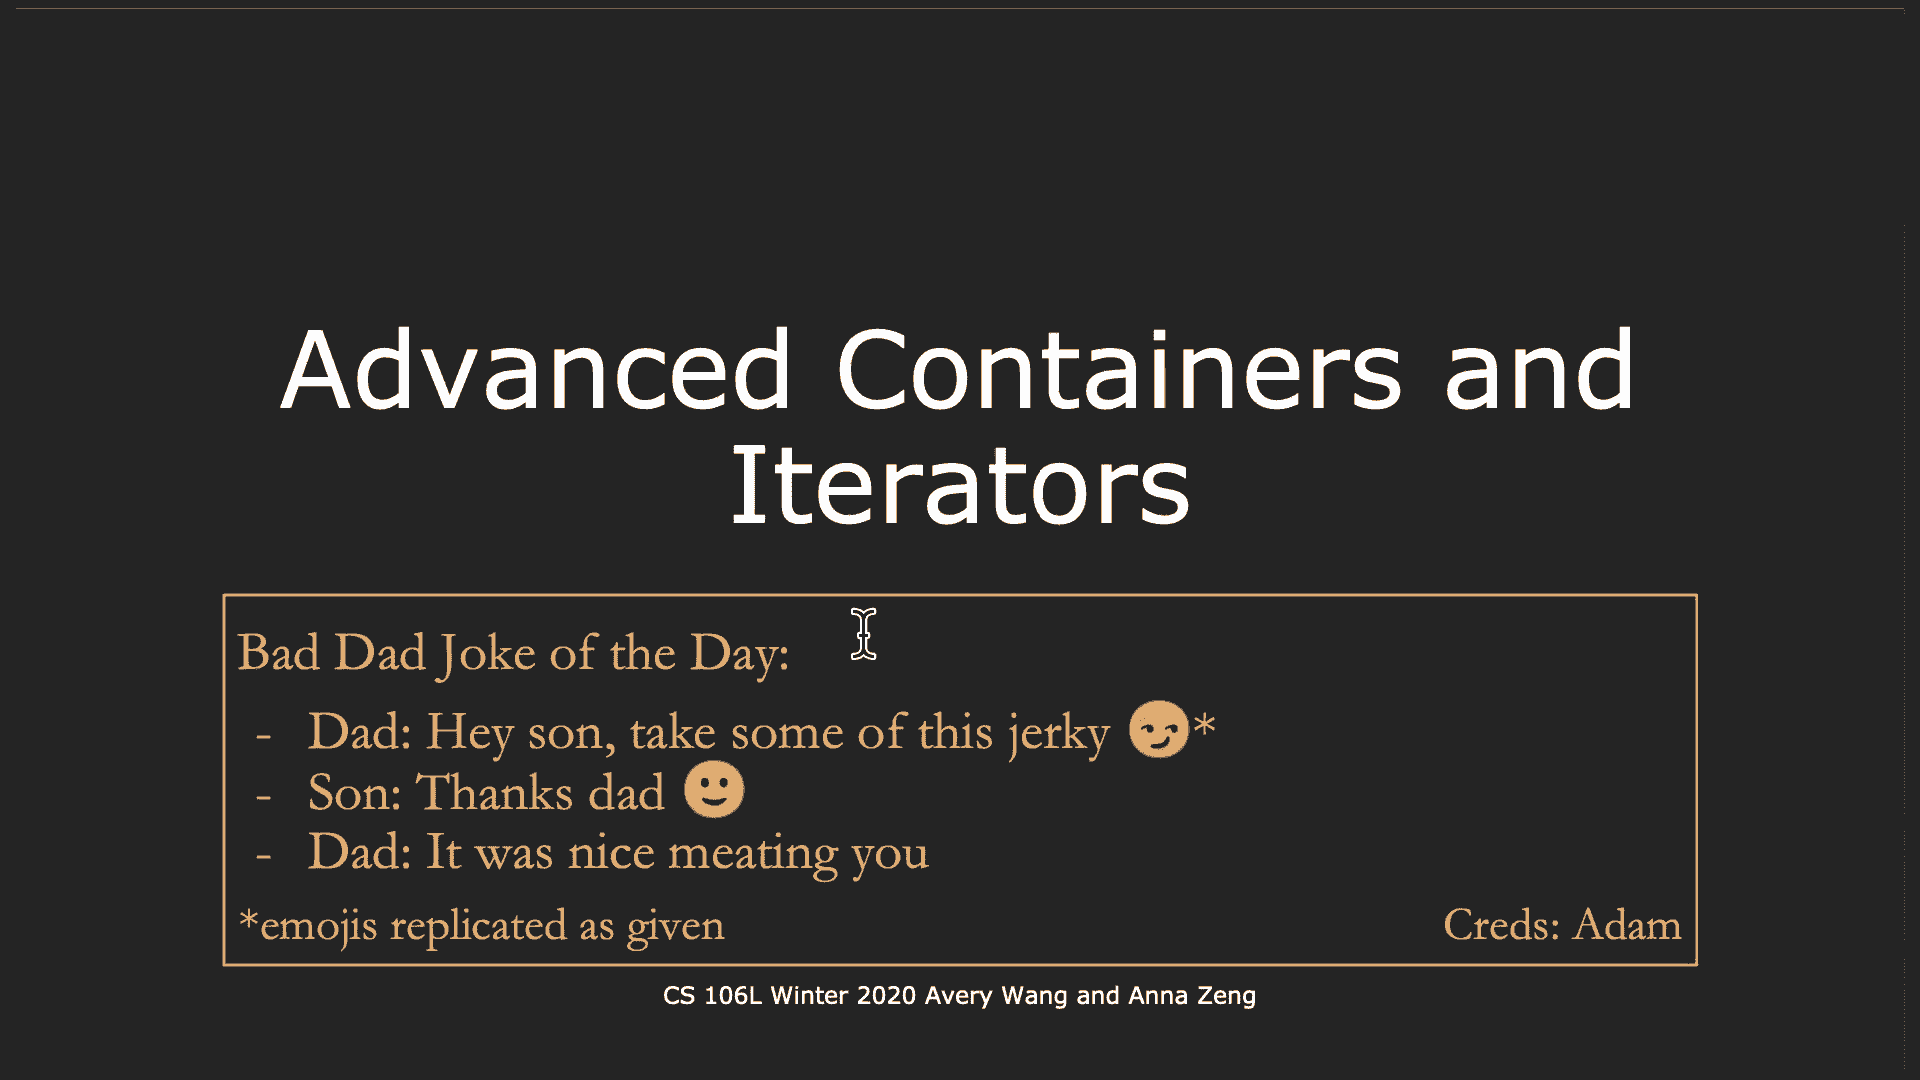 Advanced Containers and
Iterators
Bad Dad Joke of the Day:
- Dad: Hey son, take some of this jerky 😏*
- Son: Thanks dad 🙂
- Dad: It was nice meating you
*emojis replicated as given
Creds: Adam
CS 106L Winter 2020 Avery Wang and Anna Zeng